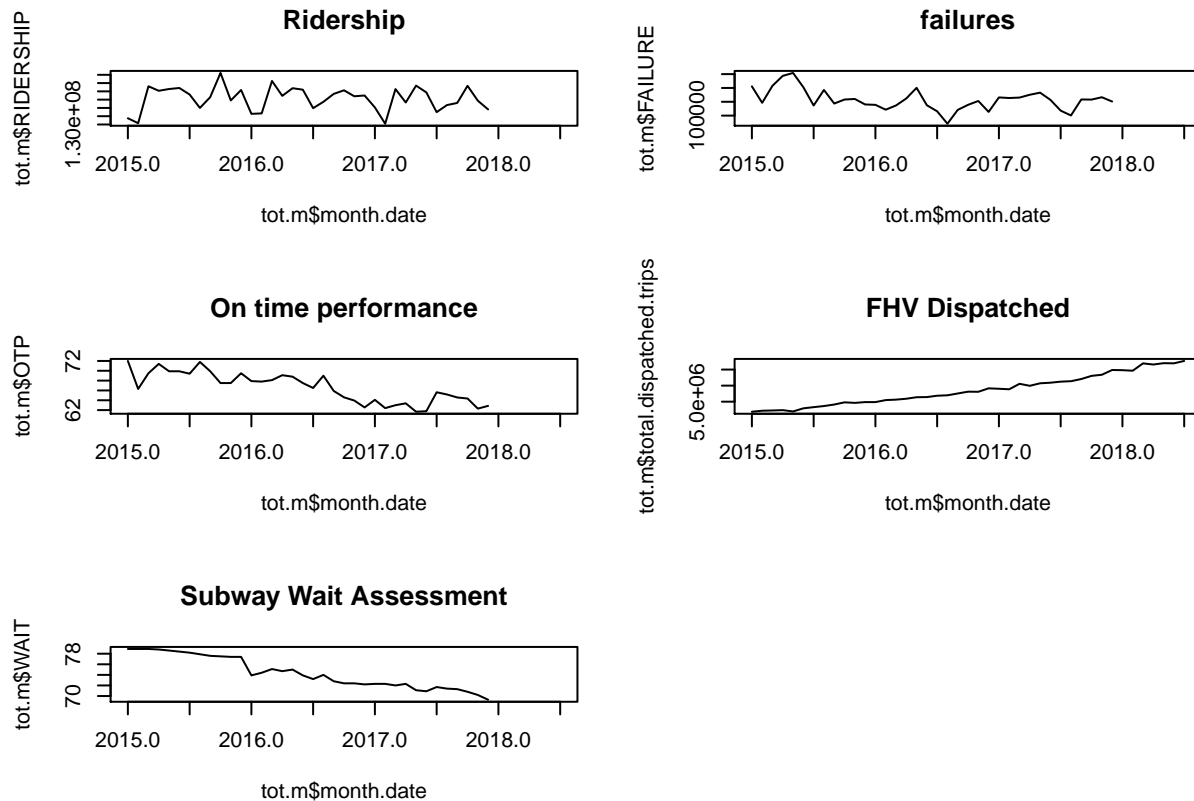 Ridership
tot.m$RIDERSHIP
1.30e+08
2015.0 2016.0 2017.0 2018.0
tot.m$month.date
failures
tot.m$FAILURE
100000
2015.0 2016.0 2017.0 2018.0
tot.m$month.date
On time performance
tot.m$OTP
62 72
2015.0 2016.0 2017.0 2018.0
tot.m$month.date
FHV Dispatched
tot.m$total.dispatched.trips
5.0e+06
2015.0 2016.0 2017.0 2018.0
tot.m$month.date
Subway Wait Assessment
tot.m$WAIT
70 78
2015.0 2016.0 2017.0 2018.0
tot.m$month.date